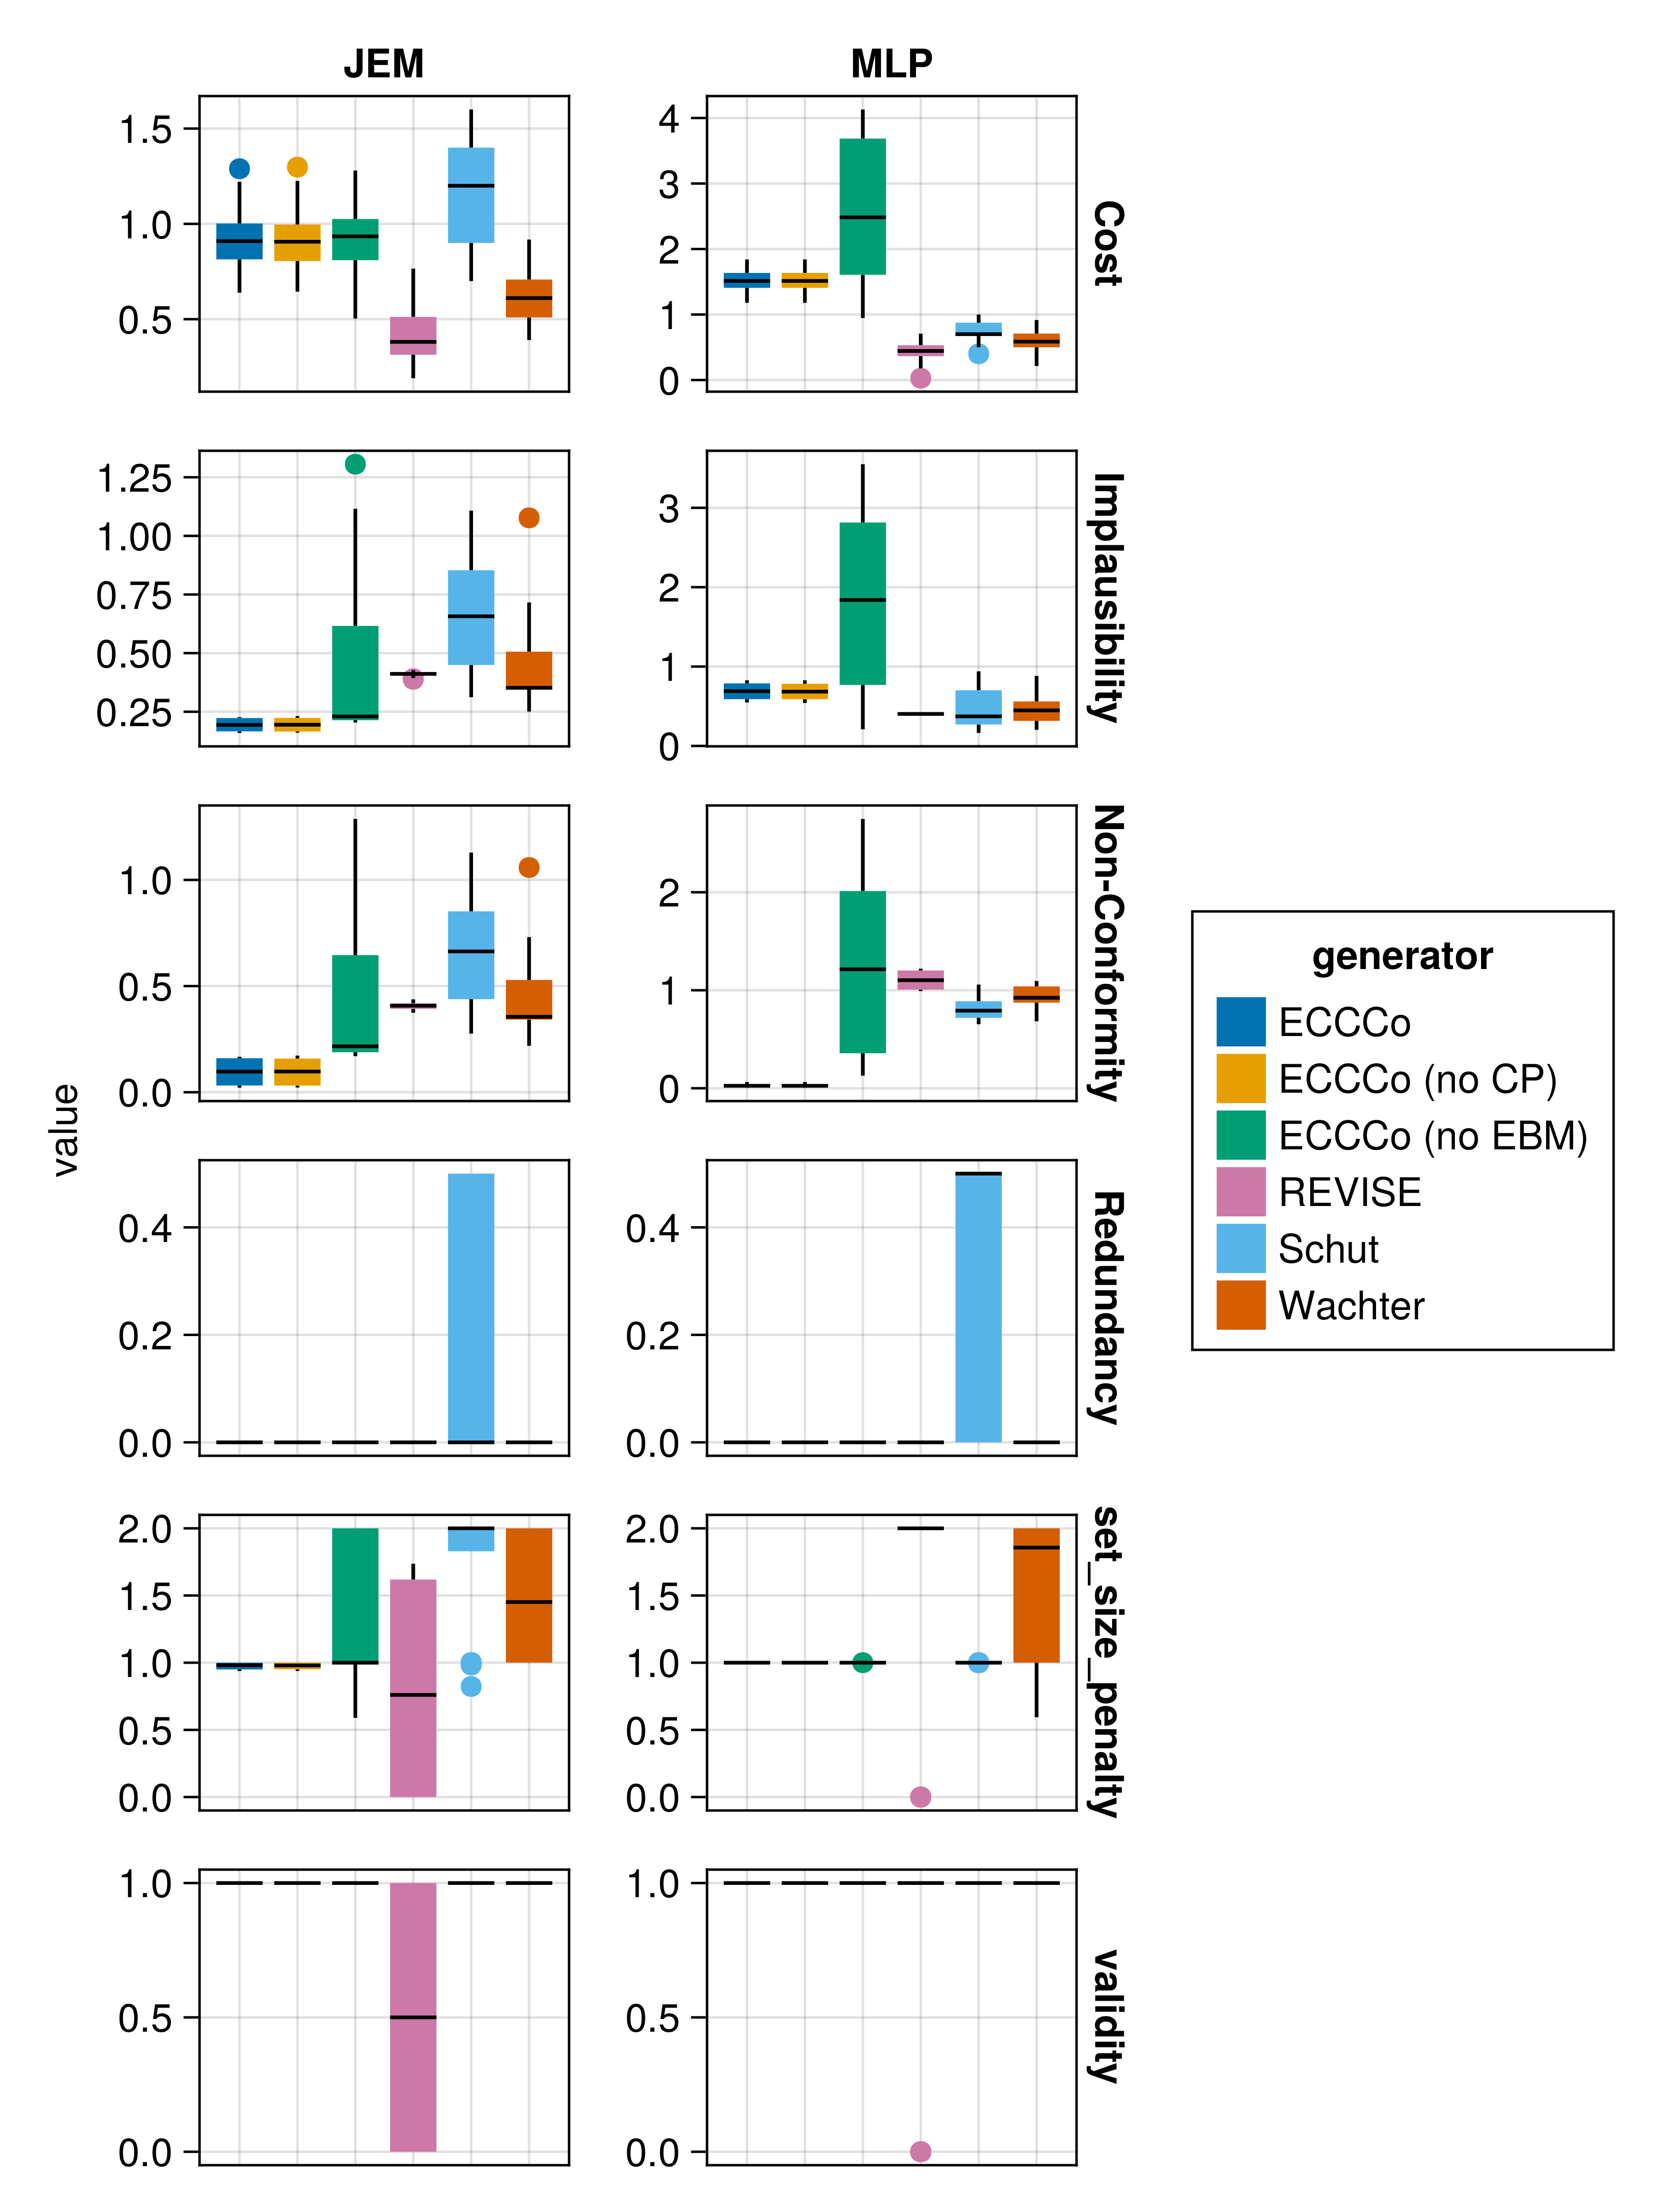 JEM
MLP
1.5
1.0
0.5
4
3
2
1
0
Cost
1.25
1.00
0.75
0.50
0.25
3
2
1
0
Implausibility
1.0
0.5
0.0
2
1
0
Non-Conformity
value
0.4
0.2
0.0
0.4
0.2
0.0
Redundancy
2.0
1.5
1.0
0.5
0.0
2.0
1.5
1.0
0.5
0.0
set_size_penalty
1.0
0.5
0.0
1.0
0.5
0.0
validity
generator
ECCCo
ECCCo (no CP)
ECCCo (no EBM)
REVISE
Schut
Wachter